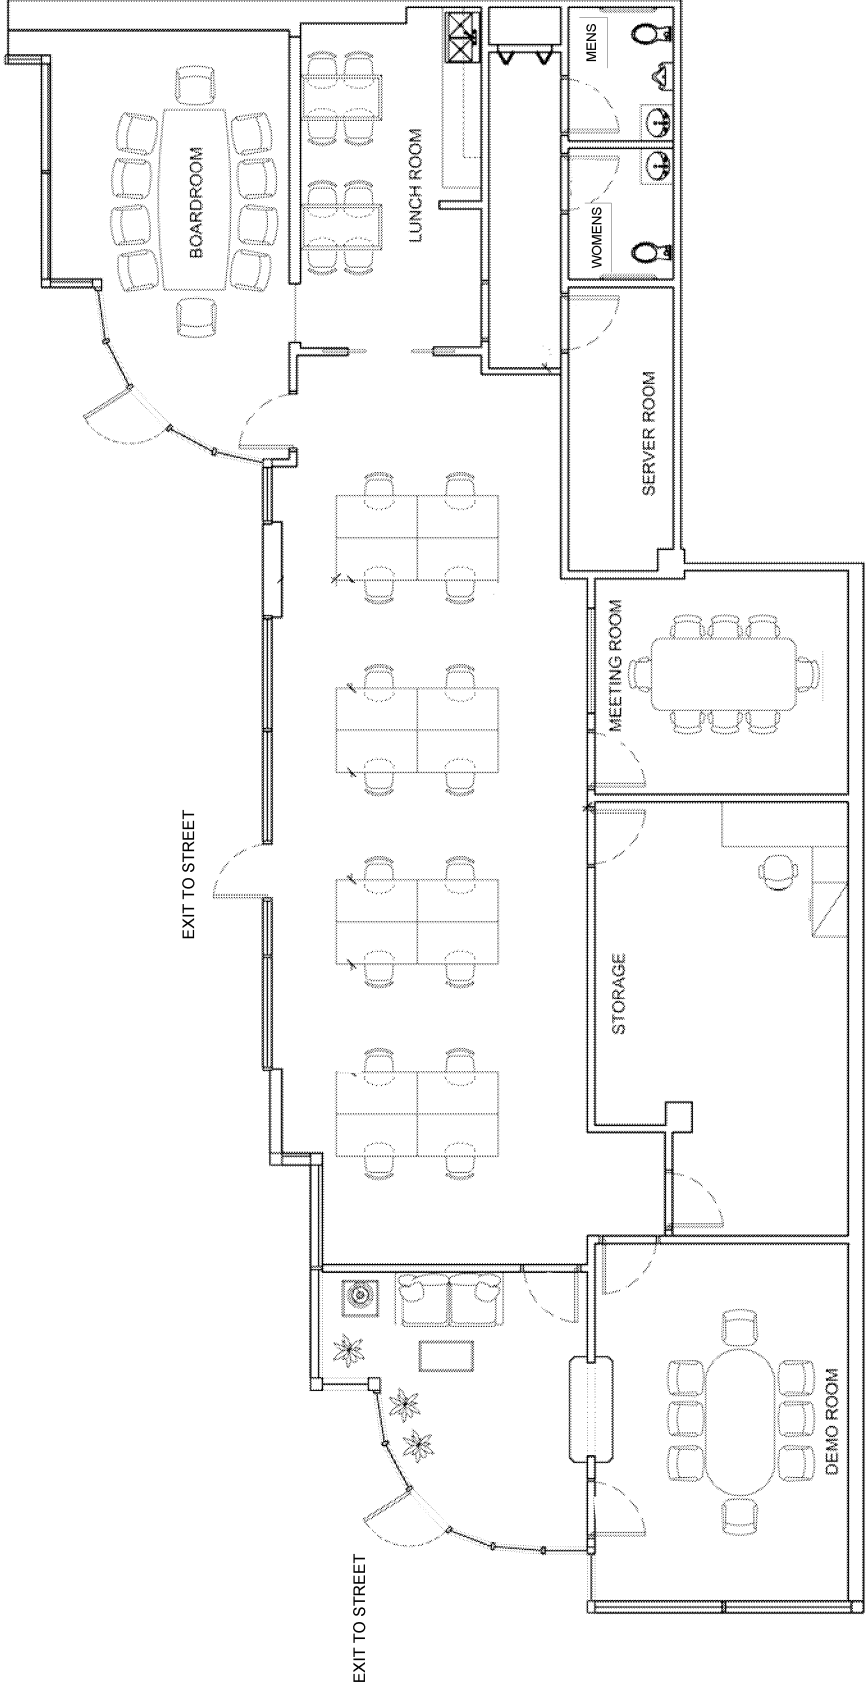 MENS
BOARDROOM
LUNCH ROOM
WOMENS
SERVER ROOM
MEETING ROOM
EXIT TO STREET
STORAGE
DEMO ROOM
EXIT TO STREET